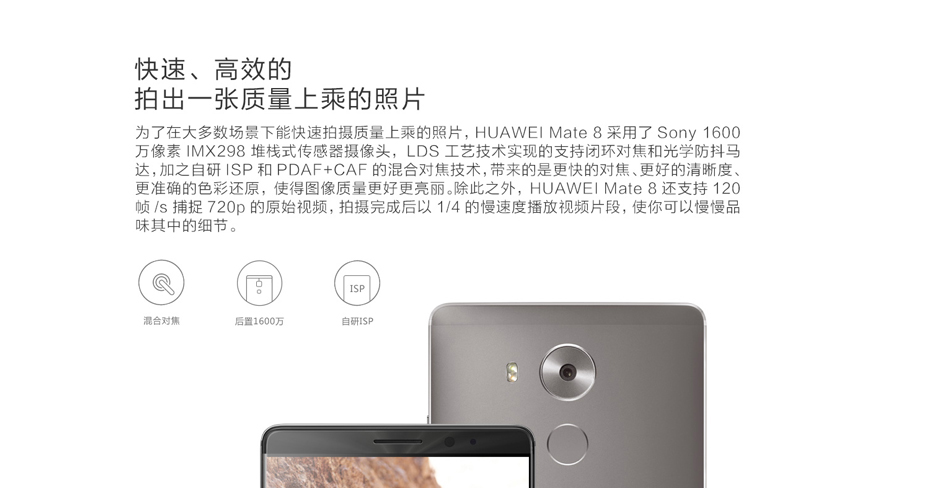 快速、高效的
拍出一张质量上乘的照片
为了在大多数场景下能快速拍摄质量上乘的照片，HUAWEI Mate 8 采用了 Sony 1600
万像素 IMX298 堆栈式传感器摄像头， LDS 工艺技术实现的支持闭环对焦和光学防抖马
达，加之自研 ISP 和 PDAF+CAF 的混合对焦技术，带来的是更快的对焦、更好的清晰度、
更准确的色彩还原，使得图像质量更好更亮丽。除此之外，HUAWEI Mate 8 还支持 120
帧 /s 捕捉 720p 的原始视频，拍摄完成后以 1/4 的慢速度播放视频片段，使你可以慢慢品
味其中的细节。
ISP
混合对焦 后置1600万 自研ISP